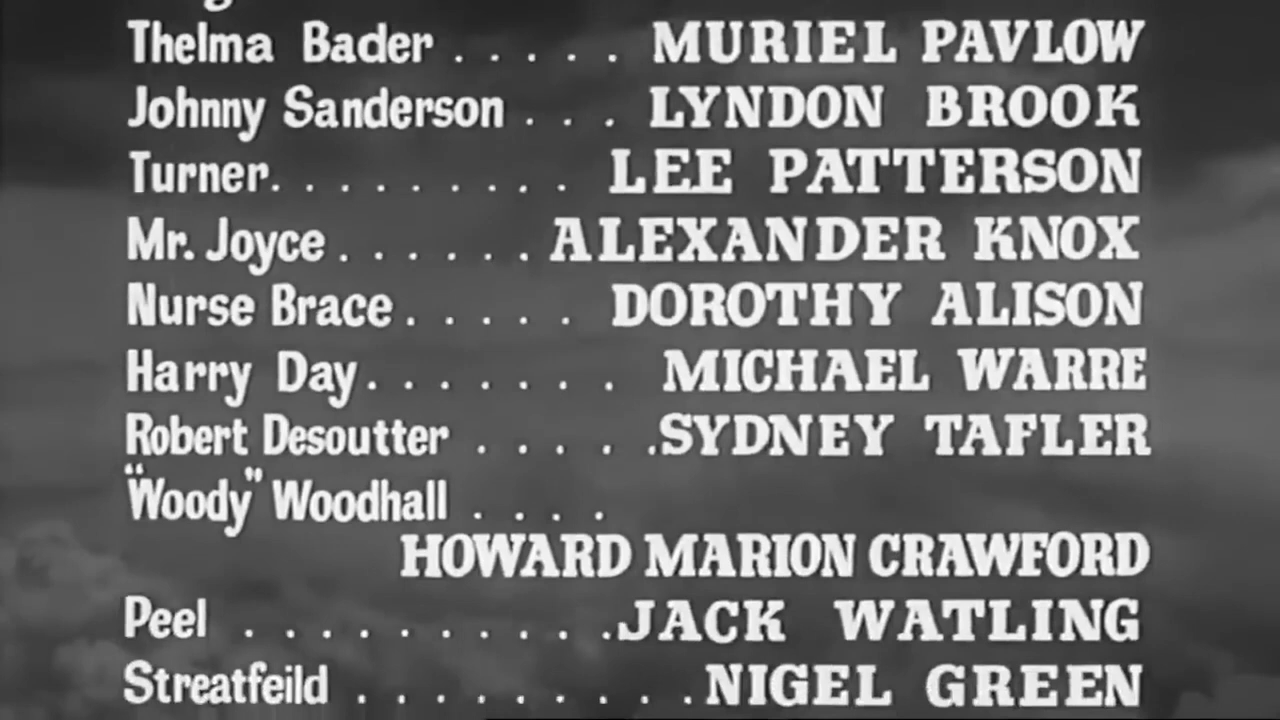 Thelma Bader . . . . . MURIEL PAVLOW
Johnny Sanderson . . . LYNDON BROOK
Turner. . . . . . . . . . LEE PATTERSON
Mr. Joyce . . . . . . ALEXANDER KNOX
Nurse Brace . . . . . DOROTHY ALISON
Harry Day. . . . . . . . MICHAEL WARRE
Robert Desoutter . . . . .SYDNEY TAFLER
"Woody" Woodhall . . . .
HOWARD MARION CRAWFORD
Peel . . . . . . . . . . .JACK WATLING
Streatfeild . . . . . . . . .NIGEL GREEN